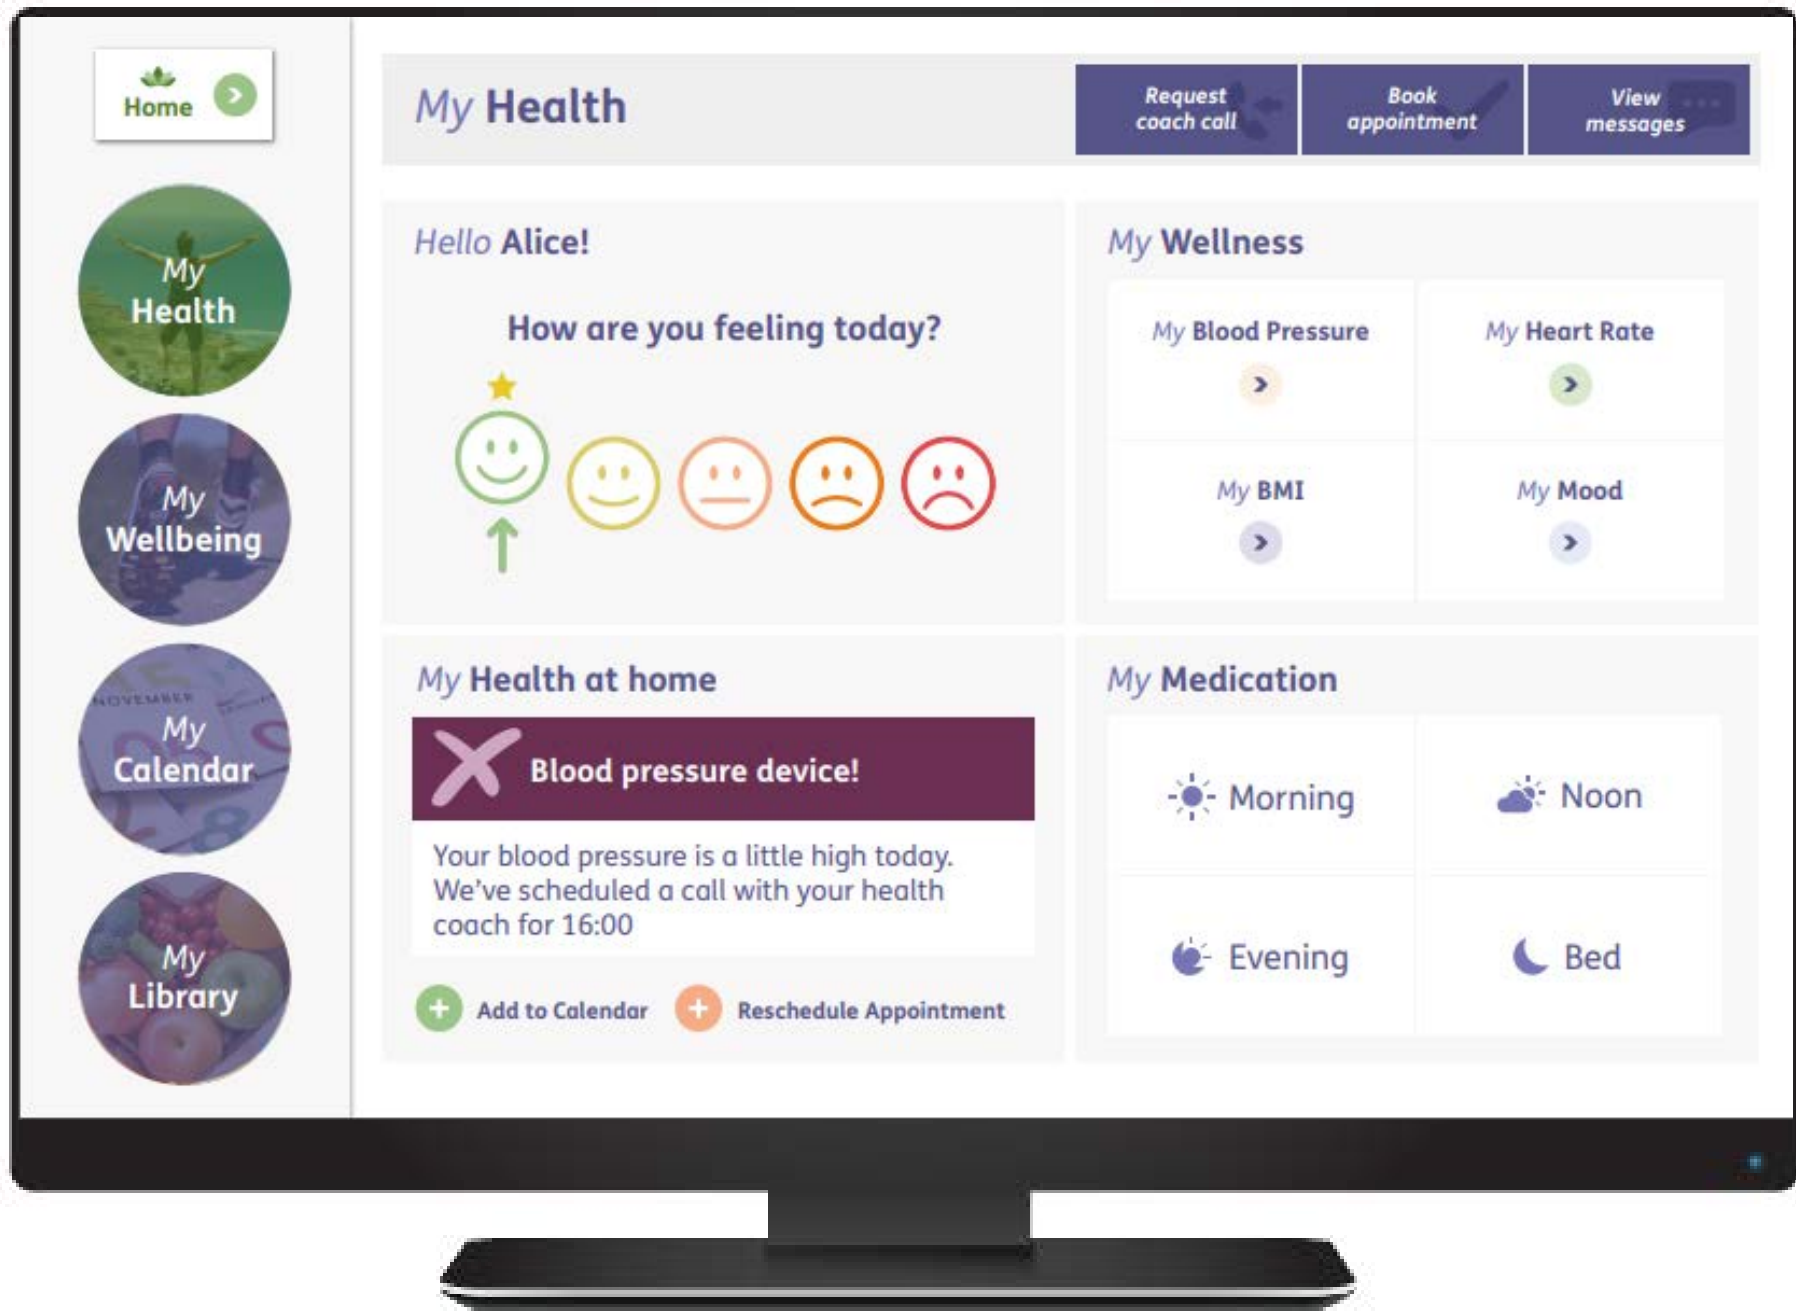 Home
My
Health
My
Wellbeing
NOVEMBER
My
Calendar
My
Library
My Health
Request
coach call
Book
appointment
View
messages
Hello Alice!
How are you feeling today?
My Wellness
My Blood Pressure
My Heart Rate
My BMI
My Mood
My Health at home
Blood pressure device!
Your blood pressure is a little high today.
We've scheduled a call with your health
coach for 16:00
Add to Calendar
Reschedule Appointment
My Medication
Morning
Noon
Evening
Bed